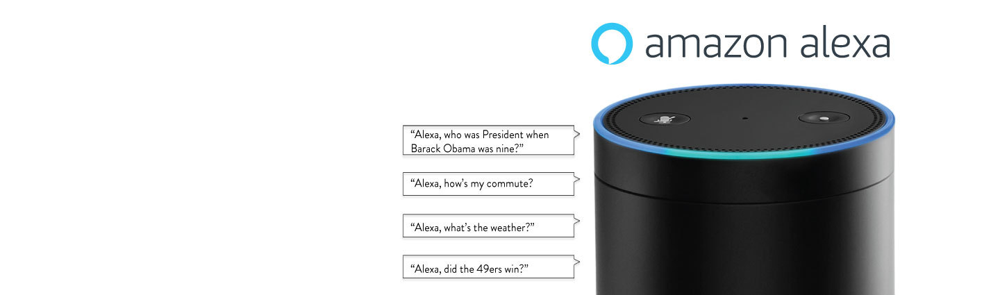 amazon alexa
“Alexa, who was President when
Barack Obama was nine?”
“Alexa, how’s my commute?
“Alexa, what’s the weather?”
“Alexa, did the 49ers win?”